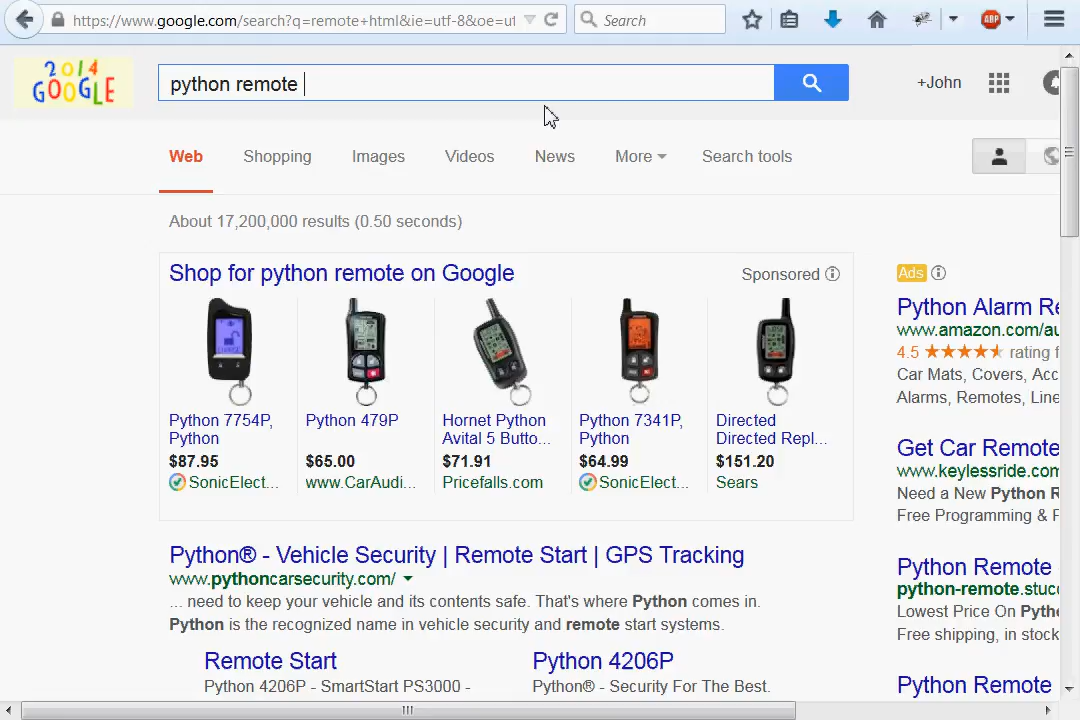 https://www.google.com/search?q=remote+html&ie=utf-8&oe=ut
Search
ABP
2014
GOOGLE
python remote
+John
Web Shopping Images Videos News More Search tools
About 17,200,000 results (0.50 seconds)
Shop for python remote on Google
Sponsored
Python 7754P,
Python
$87.95
SonicElect...
Python 479P
$65.00
www.CarAudi...
Hornet Python
Avital 5 Butto...
$71.91
Pricefalls.com
Python 7341P,
Python
$64.99
SonicElect...
Directed
Directed Repl...
$151.20
Sears
Python® - Vehicle Security | Remote Start | GPS Tracking
www.pythoncarsecurity.com/
... need to keep your vehicle and its contents safe. That's where Python comes in.
Python is the recognized name in vehicle security and remote start systems.
Remote Start
Python 4206P - SmartStart PS3000 -
Python 4206P
Python® - Security For The Best.
Ads
Python Alarm Re
www.amazon.com/au
4.5 rating f
Car Mats, Covers, Acc
Alarms, Remotes, Line
Get Car Remote
www.keylessride.com
Need a New Python R
Free Programming & F
Python Remote
python-remote.stucc
Lowest Price On Pytho
Free shipping, in stock
Python Remote